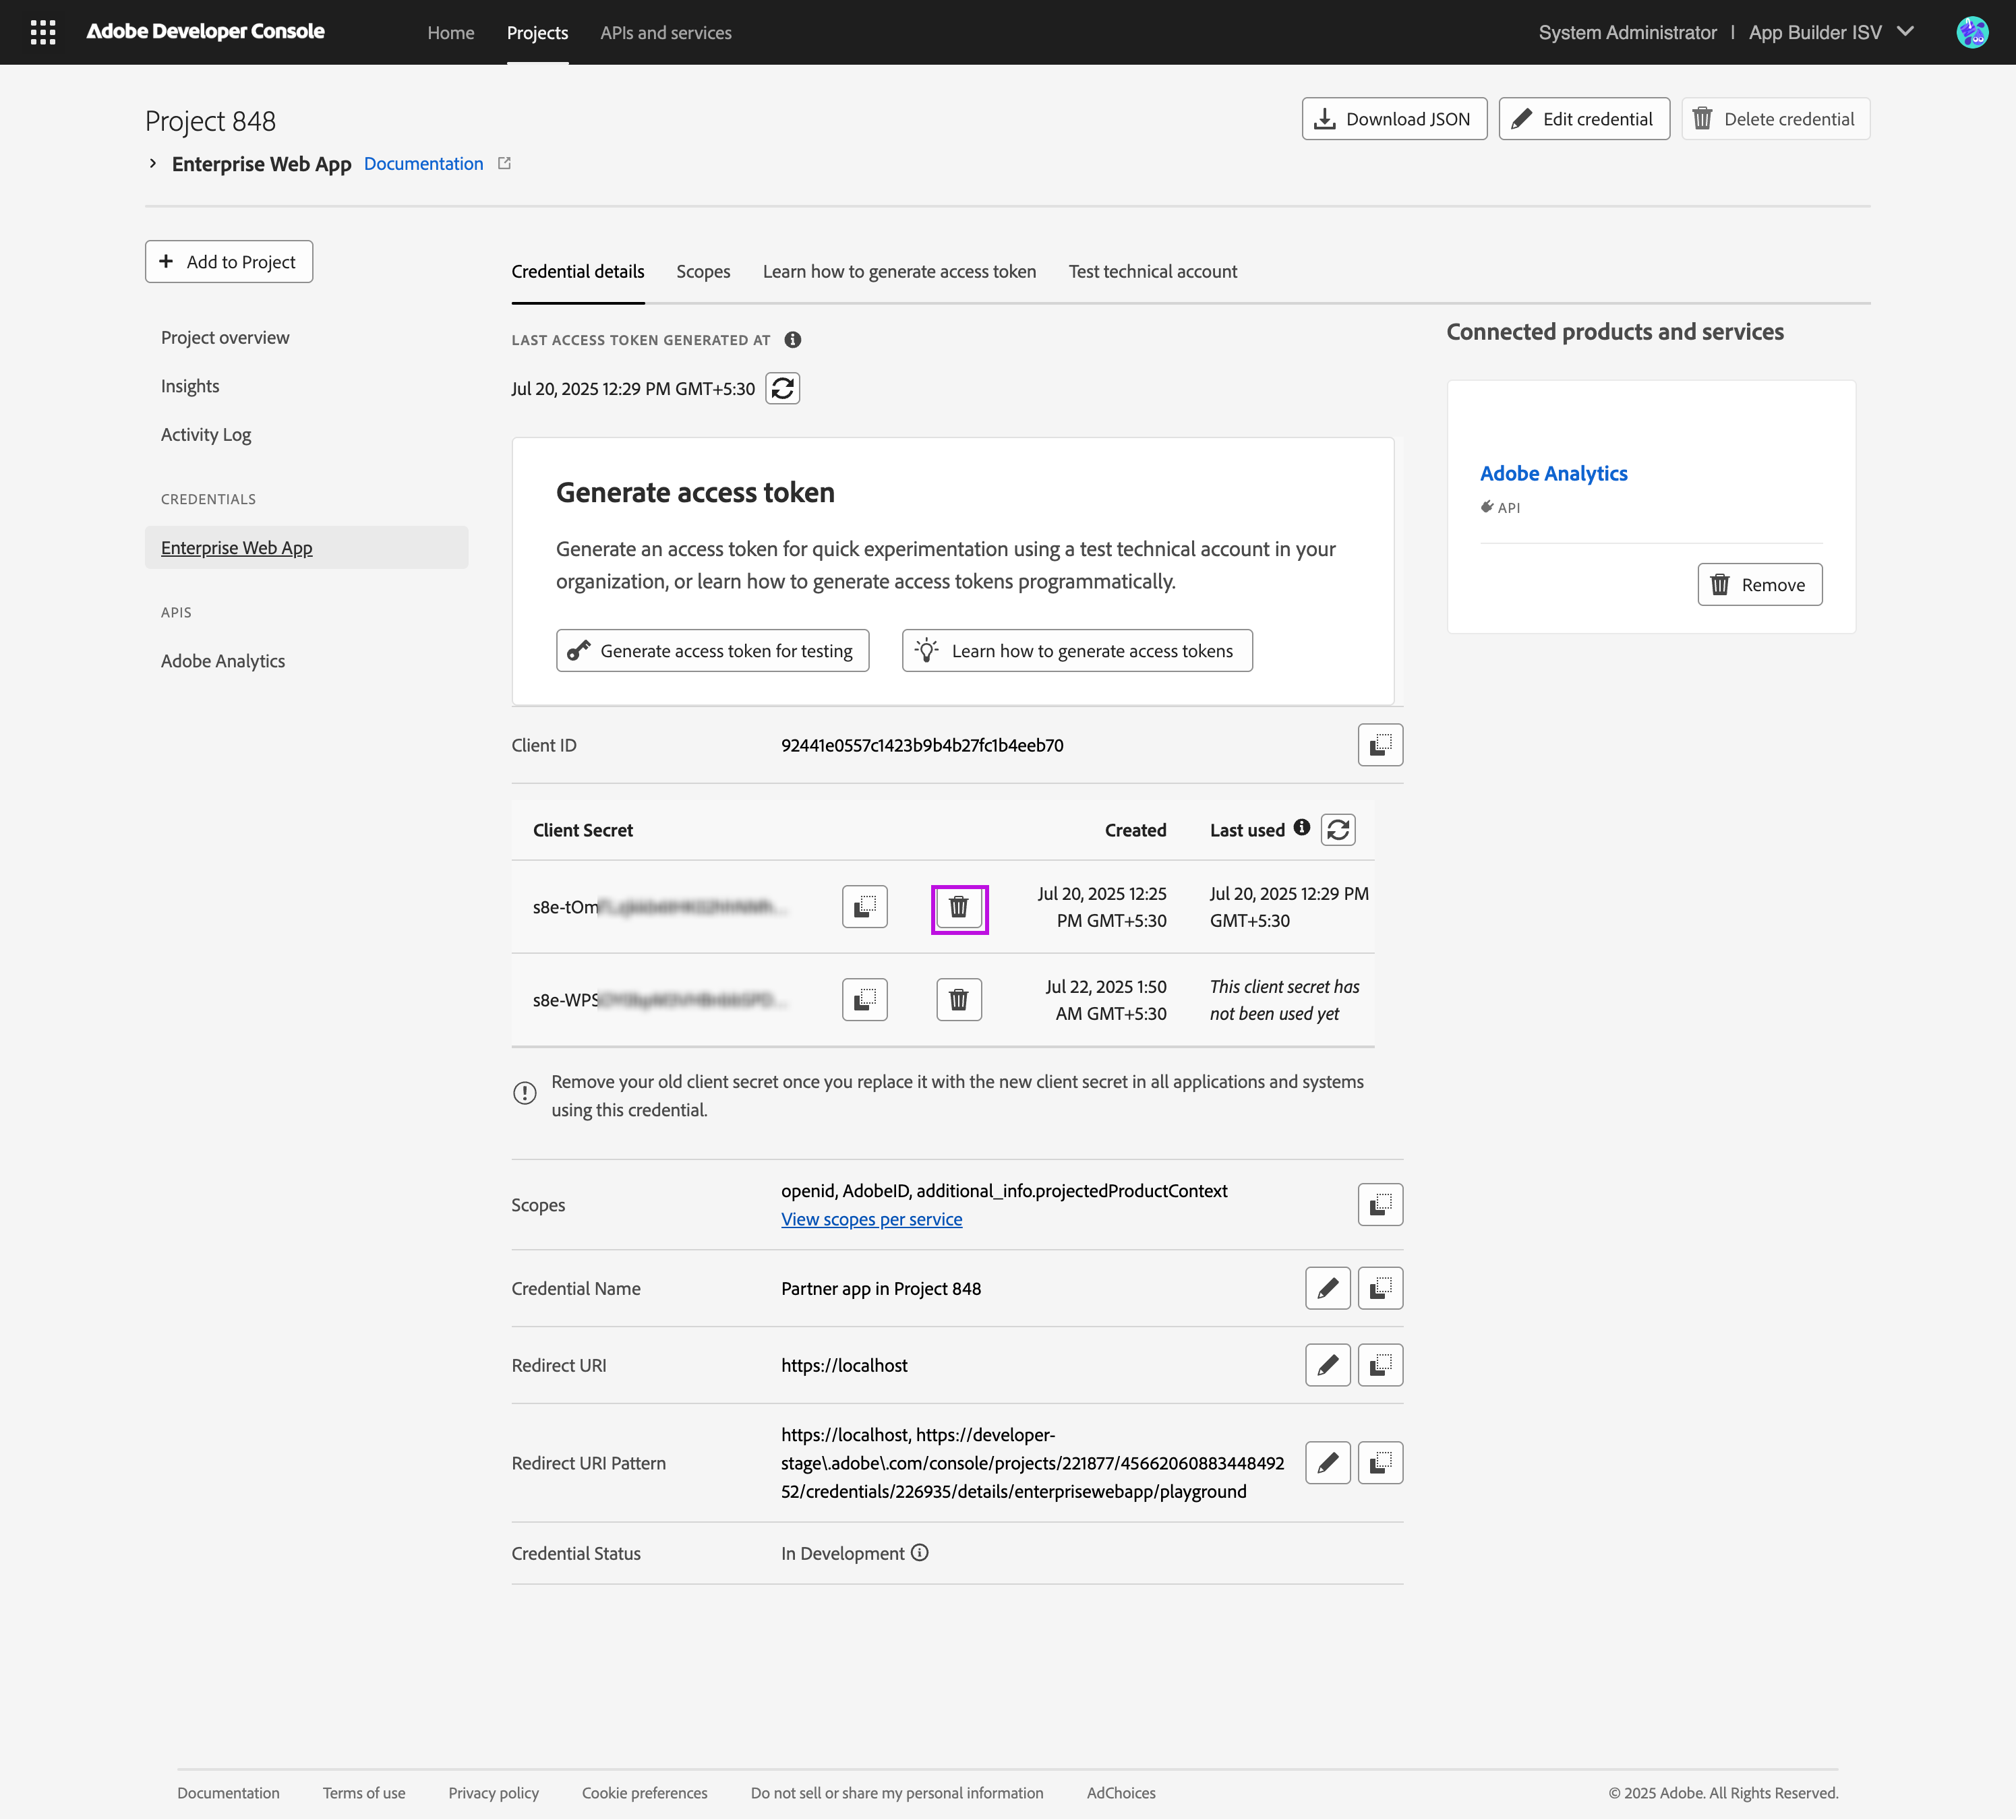 Adobe Developer Console
Home
Projects
APIs and services
System Administrator | App Builder ISV
Project 848
Download JSON
Edit credential
Delete credential
Enterprise Web App
Documentation
Add to Project
Project overview
Insights
Activity Log
CREDENTIALS
Enterprise Web App
APIS
Adobe Analytics
Credential details
Scopes
Learn how to generate access token
Test technical account
LAST ACCESS TOKEN GENERATED AT
Jul 20, 2025 12:29 PM GMT+5:30
Generate access token
Generate an access token for quick experimentation using a test technical account in your
organization, or learn how to generate access tokens programmatically.
Generate access token for testing
Learn how to generate access tokens
Connected products and services
Adobe Analytics
API
Remove
Client ID
92441e0557c1423b9b4b27fc1b4eeb70
Client Secret
Created
Last used
s8e-tOm
Jul 20, 2025 12:25
PM GMT+5:30
Jul 20, 2025 12:29 PM
GMT+5:30
s8e-WPS
Jul 22, 2025 1:50
AM GMT+5:30
This client secret has
not been used yet
Remove your old client secret once you replace it with the new client secret in all applications and systems
using this credential.
Scopes
openid, AdobeID, additional_info.projectedProductContext
View scopes per service
Credential Name
Partner app in Project 848
Redirect URI
https://localhost
Redirect URI Pattern
https://localhost, https://developer-
stage\.adobe\.com/console/projects/221877/45662060883448492
52/credentials/226935/details/enterprisewebapp/playground
Credential Status
In Development
Documentation
Terms of use
Privacy policy
Cookie preferences
Do not sell or share my personal information
AdChoices
© 2025 Adobe. All Rights Reserved.